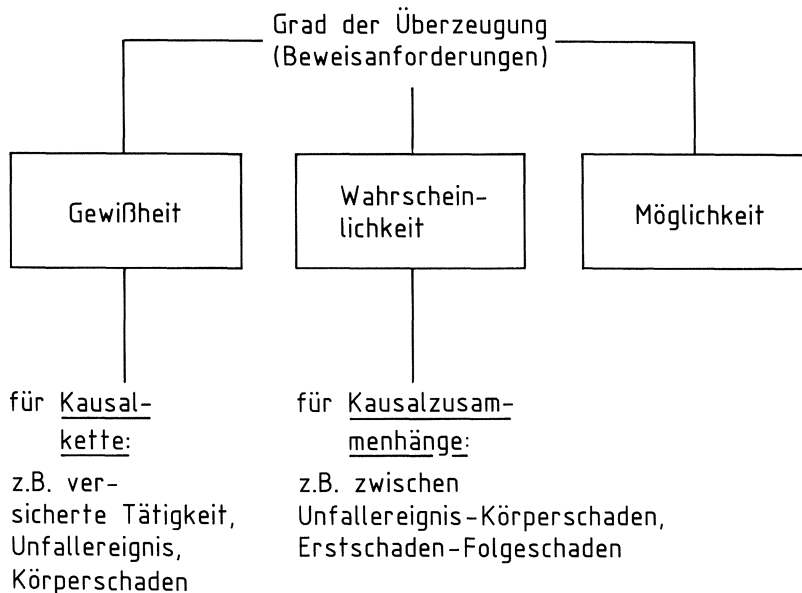 Grad der Überzeugung
(Beweisanforderungen)
Gewißheit
Wahrschein-
lichkeit
Möglichkeit
für Kausal-
kette:
z.B. ver-
sicherte Tätigkeit,
Unfallereignis,
Körperschaden
für Kausalzusam-
menhänge:
z.B. zwischen
Unfallereignis-Körperschaden,
Erstschaden-Folgeschaden